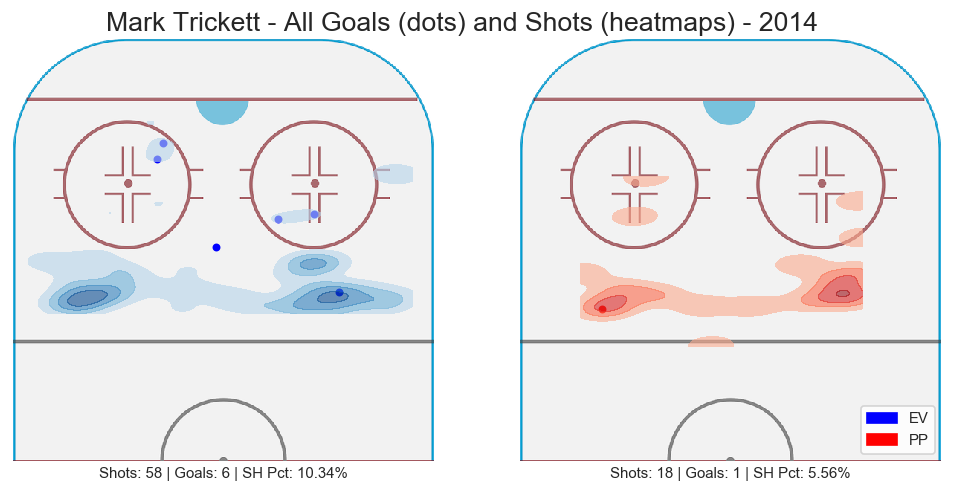 Mark Trickett - All Goals (dots) and Shots (heatmaps) - 2014
EV
PP
Shots: 58 | Goals: 6 | SH Pct: 10.34%
Shots: 18 | Goals: 1 | SH Pct: 5.56%